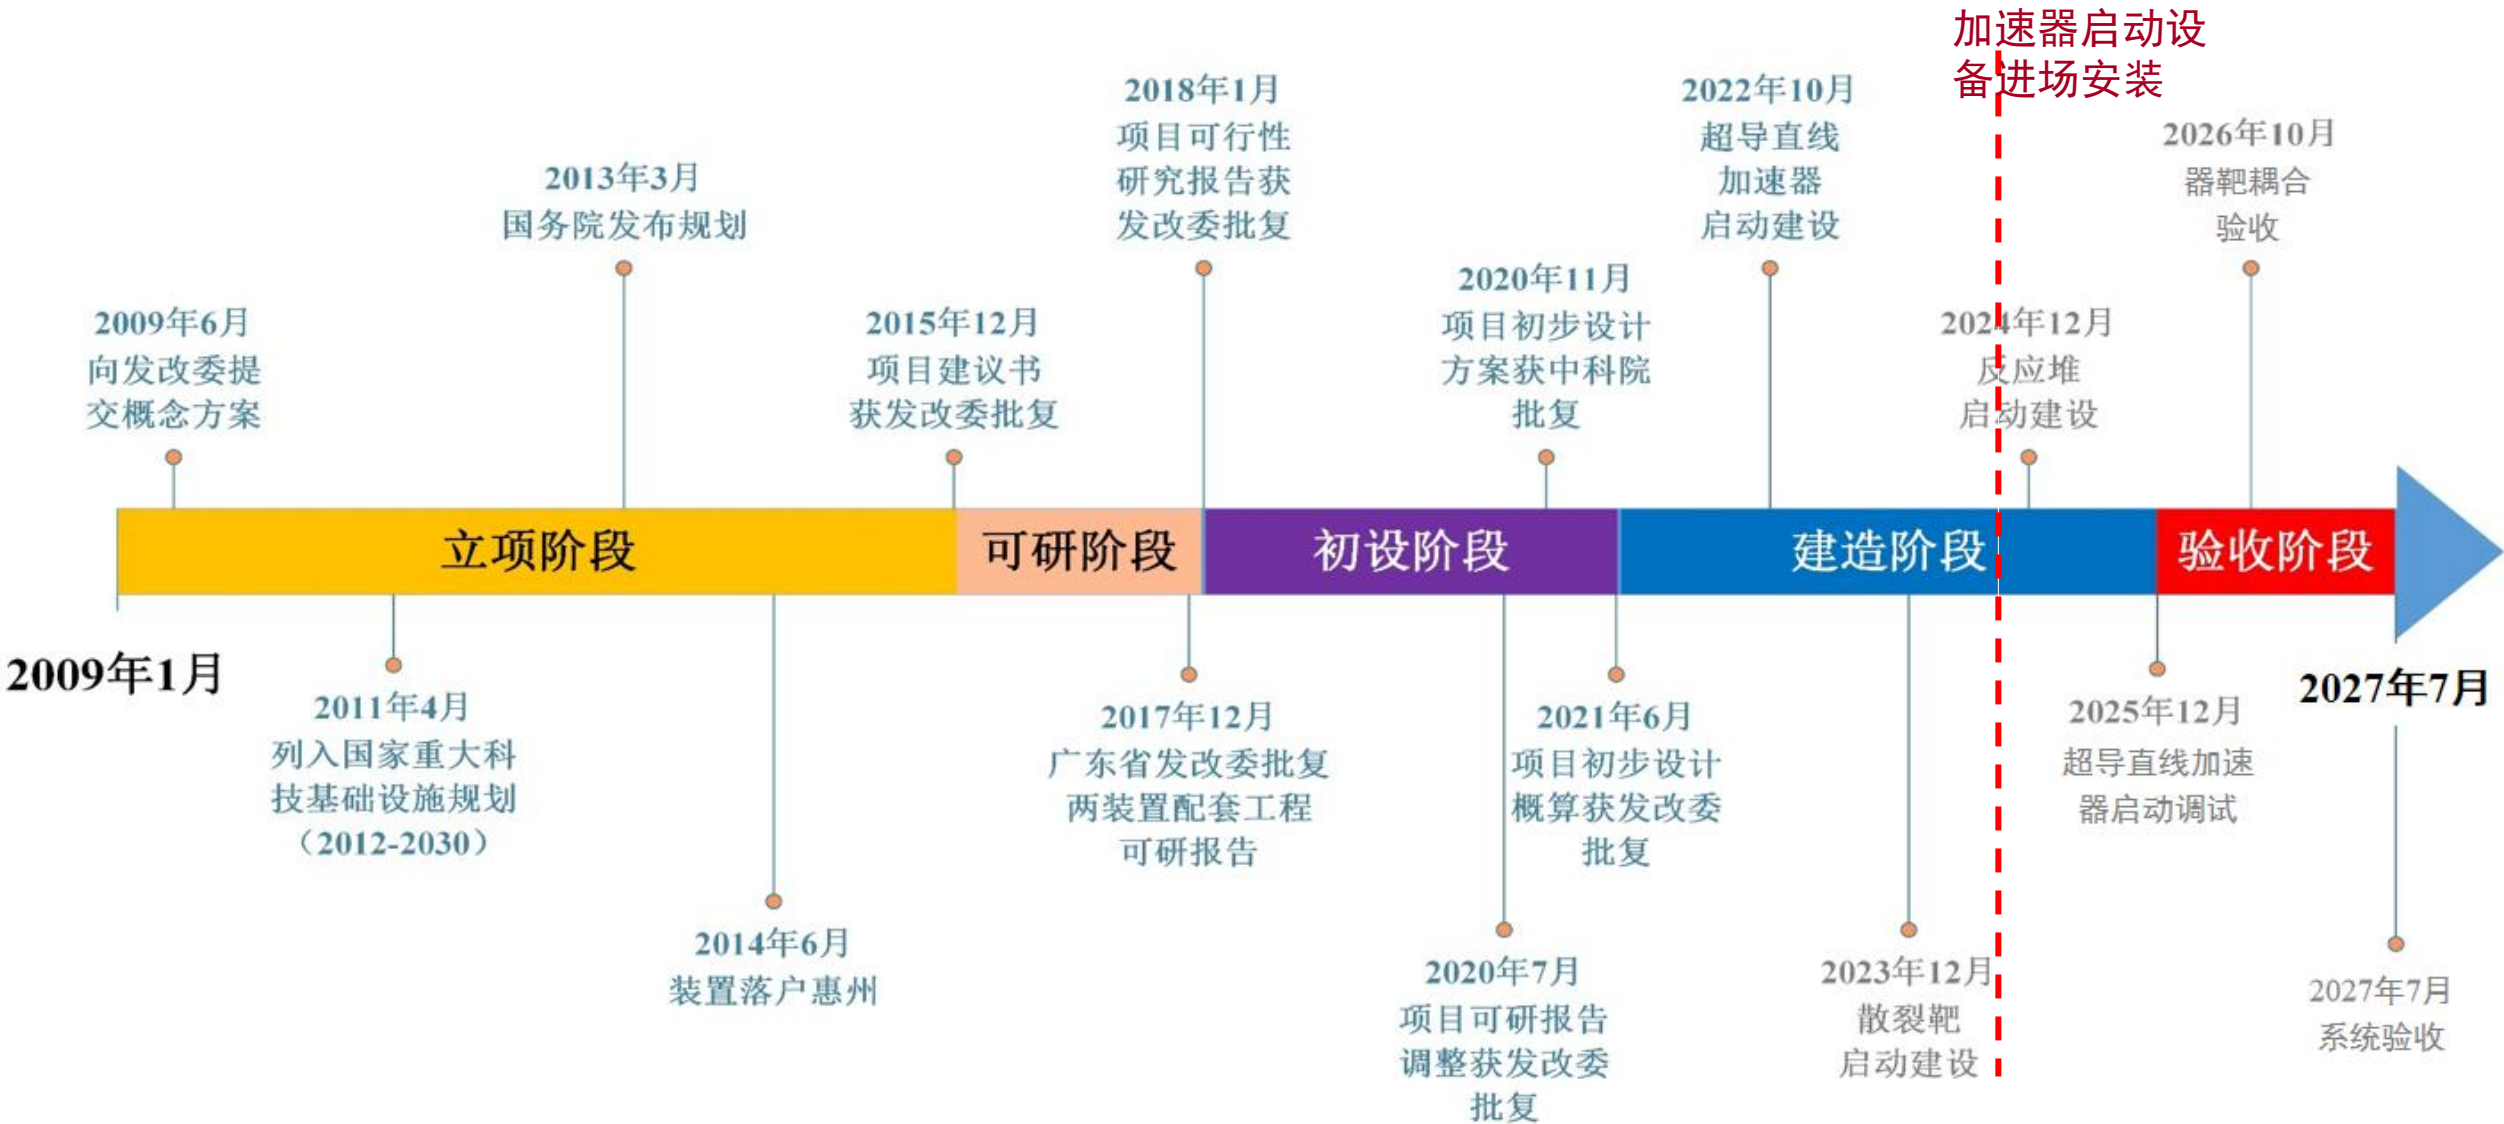 加速器启动设
备进场安装
2009年6月
向发改委提
交概念方案
2013年3月
国务院发布规划
2015年12月
项目建议书
获发改委批复
2018年1月
项目可行性
研究报告获
发改委批复
2020年11月
项目初步设计
方案获中科院
批复
2022年10月
超导直线
加速器
启动建设
2024年12月
反应堆
启动建设
2026年10月
器靶耦合
验收
立项阶段
可研阶段
初设阶段
建造阶段
验收阶段
2009年1月
2011年4月
列入国家重大科
技基础设施规划
（2012-2030）
2014年6月
装置落户惠州
2017年12月
广东省发改委批复
两装置配套工程
可研报告
2020年7月
项目可研报告
调整获发改委
批复
2021年6月
项目初步设计
概算获发改委
批复
2023年12月
散裂靶
启动建设
2025年12月
超导直线加速
器启动调试
2027年7月
2027年7月
系统验收